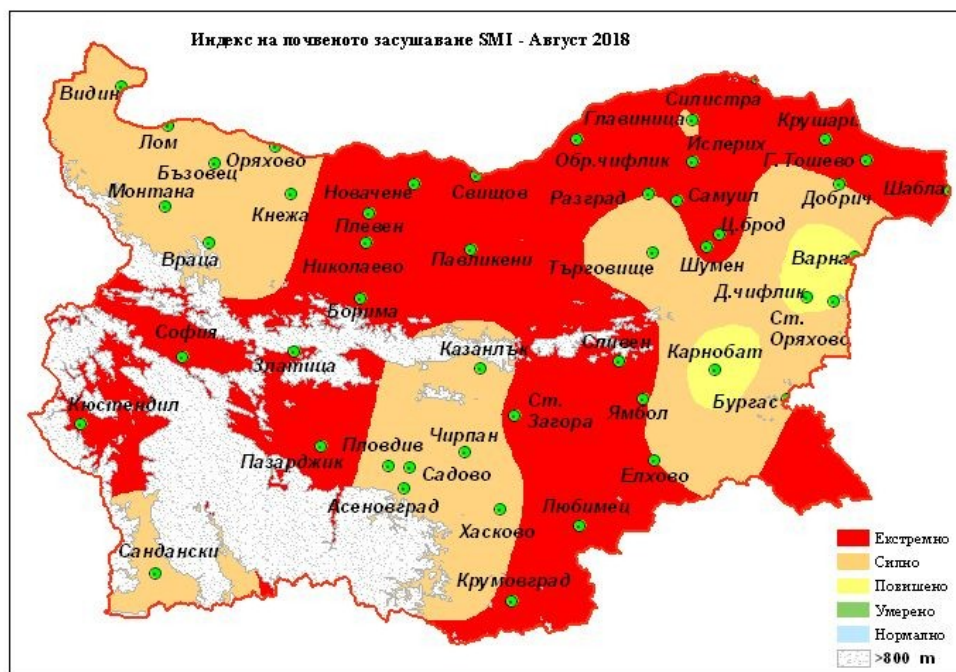 Индекс на почвеното засушаване SMI - Август 2018
Видин
Силистра
Главиница
Крушари
Лом
Оряхово
Бъзовец
Обр.чифлик
Исперих
Г. Тошево
Монтана
Кнежа
Новачене
Свищов
Разград
Самуил
Добрич
Шабла
Плевен
Ц.брод
Враца
Николаево
Павликени
Търговище
Шумен
Варна
Д.чифлик
Борима
Ст.
Оряхово
София
Златица
Казанлък
Сливен
Карнобат
Кюстендил
Ст.
Загора
Ямбол
Бургас
Пловдив
Чирпан
Пазарджик
Садово
Елхово
Асеновград
Хасково
Любимец
Сандански
Крумовград
Екстремно
Силно
Повишено
Умерено
Нормално
>800 m